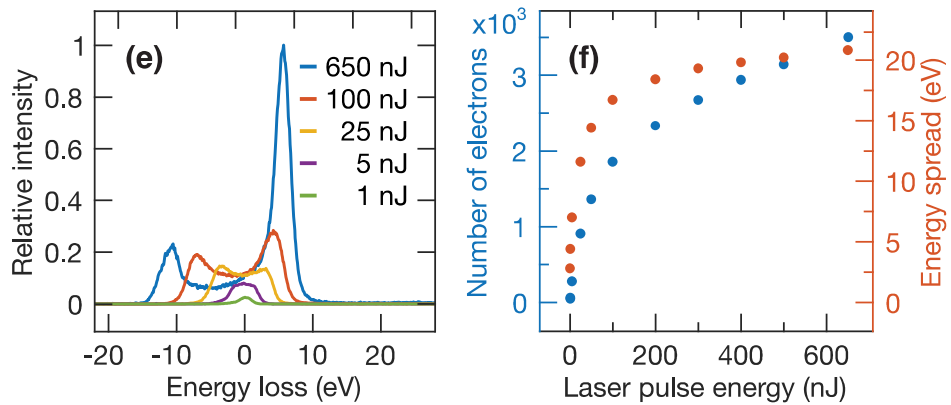 (e)
650 nJ
100 nJ
25 nJ
5 nJ
1 nJ
Relative intensity
1
0.8
0.6
0.4
0.2
0
-20
-10
0
10
20
Energy loss (eV)
×10³
(f)
Number of electrons
3
2
1
0
Energy spread (eV)
20
15
10
5
0
0
200
400
600
Laser pulse energy (nJ)